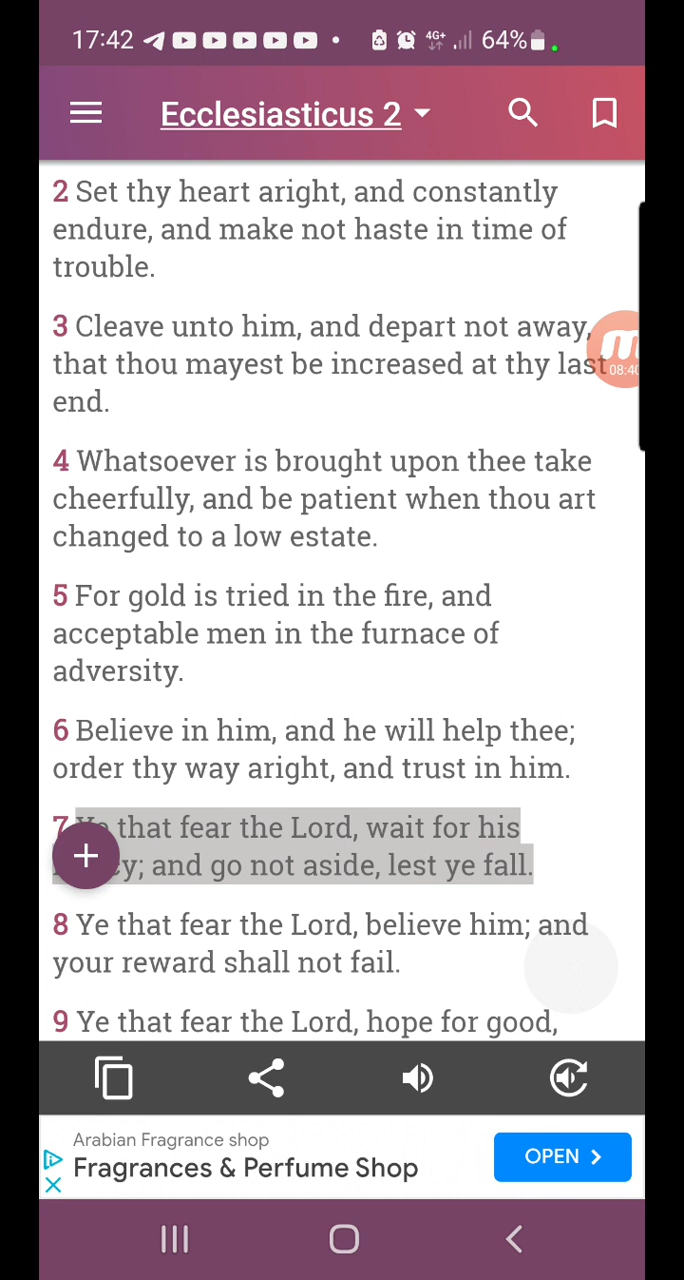 17:42 4G+ 64%
Ecclesiasticus 2
2 Set thy heart aright, and constantly
endure, and make not haste in time of
trouble.
3 Cleave unto him, and depart not away,
that thou mayest be increased at thy last
08:40
end.
4 Whatsoever is brought upon thee take
cheerfully, and be patient when thou art
changed to a low estate.
5 For gold is tried in the fire, and
acceptable men in the furnace of
adversity.
6 Believe in him, and he will help thee;
order thy way aright, and trust in him.
7 Ye that fear the Lord, wait for his
and go not aside, lest ye fall.
8 Ye that fear the Lord, believe him; and
your reward shall not fail.
9 Ye that fear the Lord, hope for good,
Arabian Fragrance shop
Fragrances & Perfume Shop
OPEN